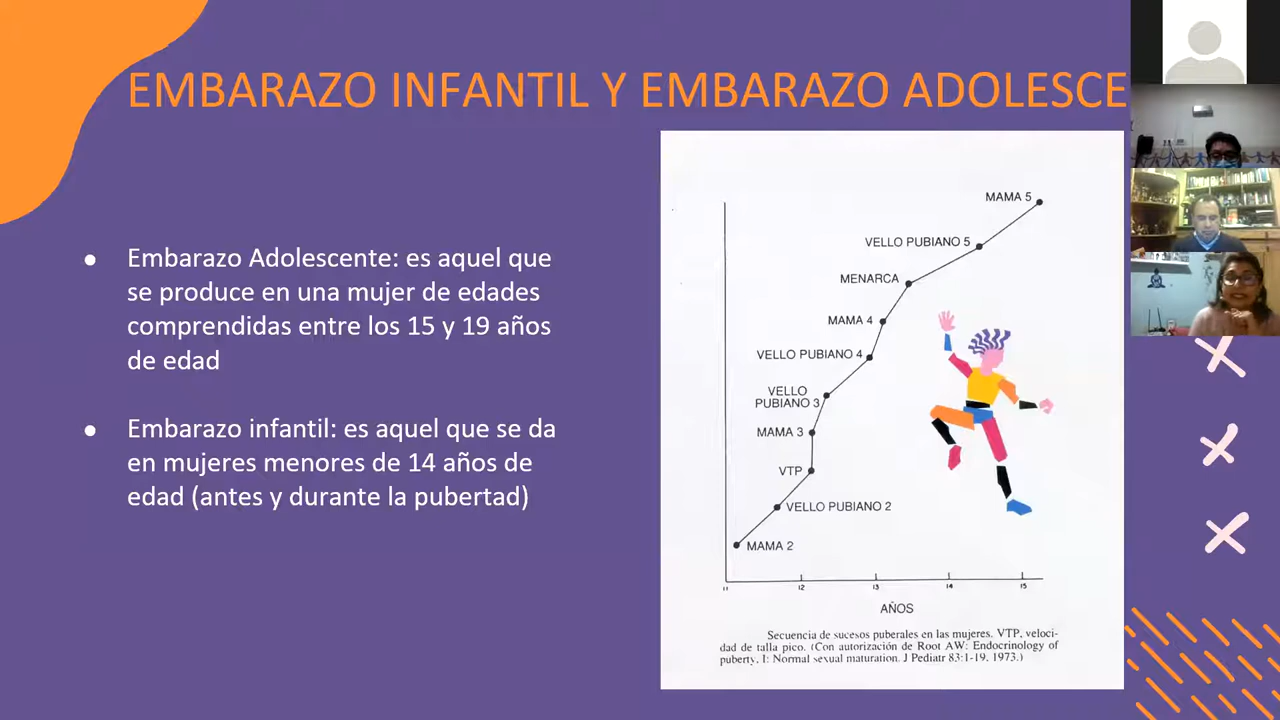 EMBARAZO INFANTIL Y EMBARAZO ADOLESCE
● Embarazo Adolescente: es aquel que
se produce en una mujer de edades
comprendidas entre los 15 y 19 años
de edad
● Embarazo infantil: es aquel que se da
en mujeres menores de 14 años de
edad (antes y durante la pubertad)
MAMA 5
VELLO PUBIANO 5
MENARCA
MAMA 4
VELLO PUBIANO 4
VELLO
PUBIANO 3
MAMA 3
VTP
VELLO PUBIANO 2
MAMA 2
11 12 13 14 15
AÑOS
Secuencia de sucesos puberales en las mujeres. VTP, veloci-
dad de talla pico. (Con autorización de Root AW: Endocrinology of
puberty, I: Normal sexual maturation. J Pediatr 83:1-19, 1973.)